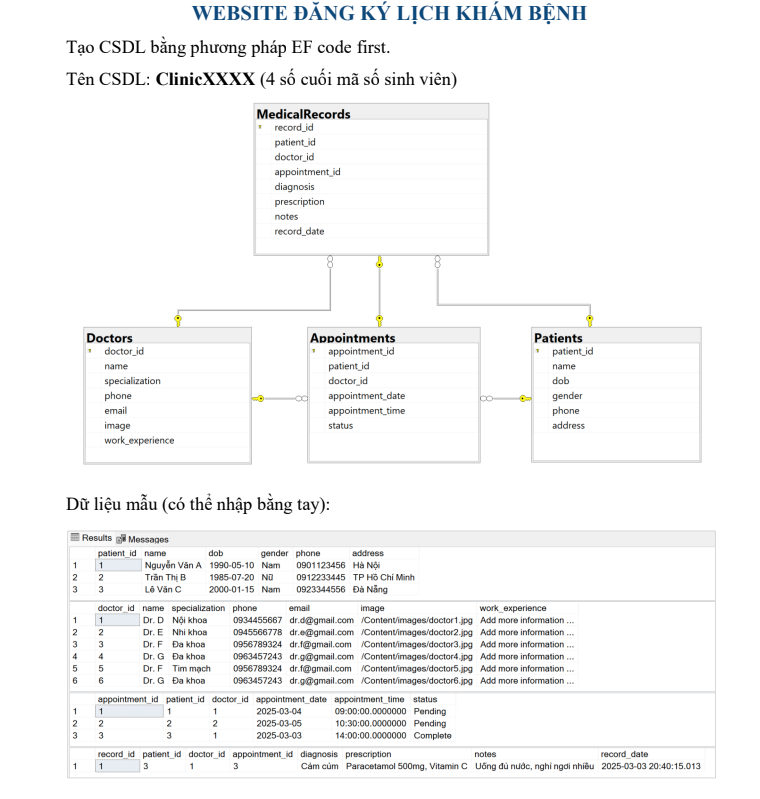 WEBSITE ĐĂNG KÝ LỊCH KHÁM BỆNH
Tạo CSDL bằng phương pháp EF code first.
Tên CSDL: ClinicXXXX (4 số cuối mã số sinh viên)
MedicalRecords
record_id
patient_id
doctor_id
appointment_id
diagnosis
prescription
notes
record_date
Doctors
doctor_id
name
specialization
phone
email
image
work_experience
Appointments
appointment_id
patient_id
doctor_id
appointment_date
appointment_time
status
Patients
patient_id
name
dob
gender
phone
address
Dữ liệu mẫu (có thể nhập bằng tay):
Results Messages
patient_id name dob gender phone address
1 1 Nguyễn Văn A 1990-05-10 Nam 0901123456 Hà Nội
2 2 Trần Thị B 1985-07-20 Nữ 0912233445 TP Hồ Chí Minh
3 3 Lê Văn C 2000-01-15 Nam 0923344556 Đà Nẵng
doctor_id name specialization phone email image work_experience
1 1 Dr. D Nội khoa 0934455667 dr.d@gmail.com /Content/images/doctor1.jpg Add more information ...
2 2 Dr. E Nhi khoa 0945566778 dr.e@gmail.com /Content/images/doctor2.jpg Add more information ...
3 3 Dr. F Đa khoa 0956789324 dr.f@gmail.com /Content/images/doctor3.jpg Add more information ...
4 4 Dr. G Đa khoa 0963457243 dr.g@gmail.com /Content/images/doctor4.jpg Add more information ...
5 5 Dr. F Tim mạch 0956789324 dr.f@gmail.com /Content/images/doctor5.jpg Add more information ...
6 6 Dr. G Đa khoa 0963457243 dr.g@gmail.com /Content/images/doctor6.jpg Add more information ...
appointment_id patient_id doctor_id appointment_date appointment_time status
1 1 1 1 2025-03-04 09:00:00.0000000 Pending
2 2 2 2 2025-03-05 10:30:00.0000000 Pending
3 3 3 1 2025-03-03 14:00:00.0000000 Complete
record_id patient_id doctor_id appointment_id diagnosis prescription notes record_date
1 1 3 1 3 Cảm cúm Paracetamol 500mg, Vitamin C Uống đủ nước, nghỉ ngơi nhiều 2025-03-03 20:40:15.013